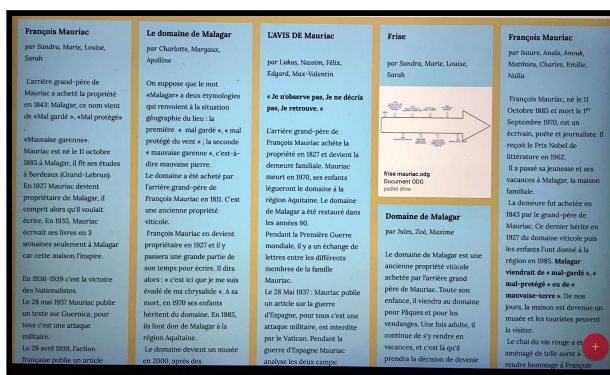 François Mauriac
par Sandra, Marie, Louise,
Sarah
L'arrière grand-père de
Mauriac a acheté la propriété
en 1843: Malagar, ce nom vient
de «Mal gardé », «Mal protégé»
,
«Mauvaise garenne».
Mauriac est né le 11 octobre
1885 à Malagar, il fit ses études
à Bordeaux (Grand-Lebrun).
En 1927 Mauriac devient
propriétaire de Malagar, il
comprit alors qu'il voulait
écrire. En 1935, Mauriac
écrivait ses livres en 3
semaines seulement à Malagar
car cette maison l'inspire.
En 1936-1939 c'est la victoire
des Nationalistes.
Le 28 mai 1937 Mauriac publie
un texte sur Guernica, pour
tous c'est une attaque
militaire.
Le 29 avril 1938, l'action
française publie un article
Le domaine de Malagar
par Charlotte, Margaux,
Apolline
On suppose que le mot
«Malagar» a deux étymologies
qui renvoient à la situation
géographie du lieu : la
première « mal gardé », « mal
protégé du vent » ; la seconde
« mauvaise garenne », c'est-à-
dire mauvaise pierre.
Le domaine a été acheté par
l'arrière grand-père de
François Mauriac en 1811. C'est
une ancienne propriété
viticole.
François Mauriac en devient
propriétaire en 1927 et il y
passera une grande partie de
son temps pour écrire. Il dira
alors : « c'est ici que je me suis
évadé de ma chrysalide ». A sa
mort, en 1970 ses enfants
héritent du domaine. En 1985,
ils font don de Malagar à la
région Aquitaine.
Le domaine devient un musée
en 2000, après des
L'AVIS DE Mauriac
par Lukas, Nassim, Félix,
Edgard, Max-Valentin
« Je n'observe pas, Je ne décris
pas, Je retrouve. »
L'arrière grand-père de
François Mauriac achète la
propriété en 1827 et devient la
demeure familiale. Mauriac
meurt en 1970, ses enfants
lègueront le domaine à la
région Aquitaine. Le domaine
de Malagar a été restauré dans
les années 90.
Pendant la Première Guerre
mondiale, il y a un échange de
lettres entre les différents
membres de la famille
Mauriac.
Le 28 Mai 1937 : Mauriac publie
un article sur la guerre
d'Espagne, pour tous c'est une
attaque militaire, est interdite
par le Vatican. Pendant la
guerre d'Espagne Mauriac
analyse les deux camps:
Frise
par Sandra, Marie, Louise,
Sarah
frise mauriac.odg
Document ODG
padlet drive
Domaine de Malagar
par Jules, Zoé, Maxime
Le domaine de Malagar est une
ancienne propriété viticole
achetée par l'arrière grand
père de Mauriac. Toute son
enfance, il viendra au domaine
pour Pâques et pour les
vendanges. Une fois adulte, il
continue de s'y rendre en
vacances, et c'est là qu'il
prendra la décision de devenir
François Mauriac
par Isaure, Anaïs, Anouk,
Matthieu, Charles, Emilie,
Naïla
François Mauriac, né le 11
Octobre 1885 et mort le 1er
Septembre 1970, est un
écrivain, poète et journaliste. Il
reçoit le Prix Nobel de
littérature en 1962.
Il a passé sa jeunesse et ses
vacances à Malagar, la maison
familiale.
La demeure fut achetée en
1843 par le grand-père de
Mauriac. Ce dernier hérite en
1927 du domaine viticole puis
les enfants l'ont donné à la
région en 1985. Malagar
viendrait de « mal-gardé », «
mal-protégé » ou de «
mauvaise-terre ». De nos
jours, la maison est devenue un
musée et les touristes peuvent
la visiter.
Le chai du vin rouge a été
aménagé de telle sorte à
rendre hommage à François